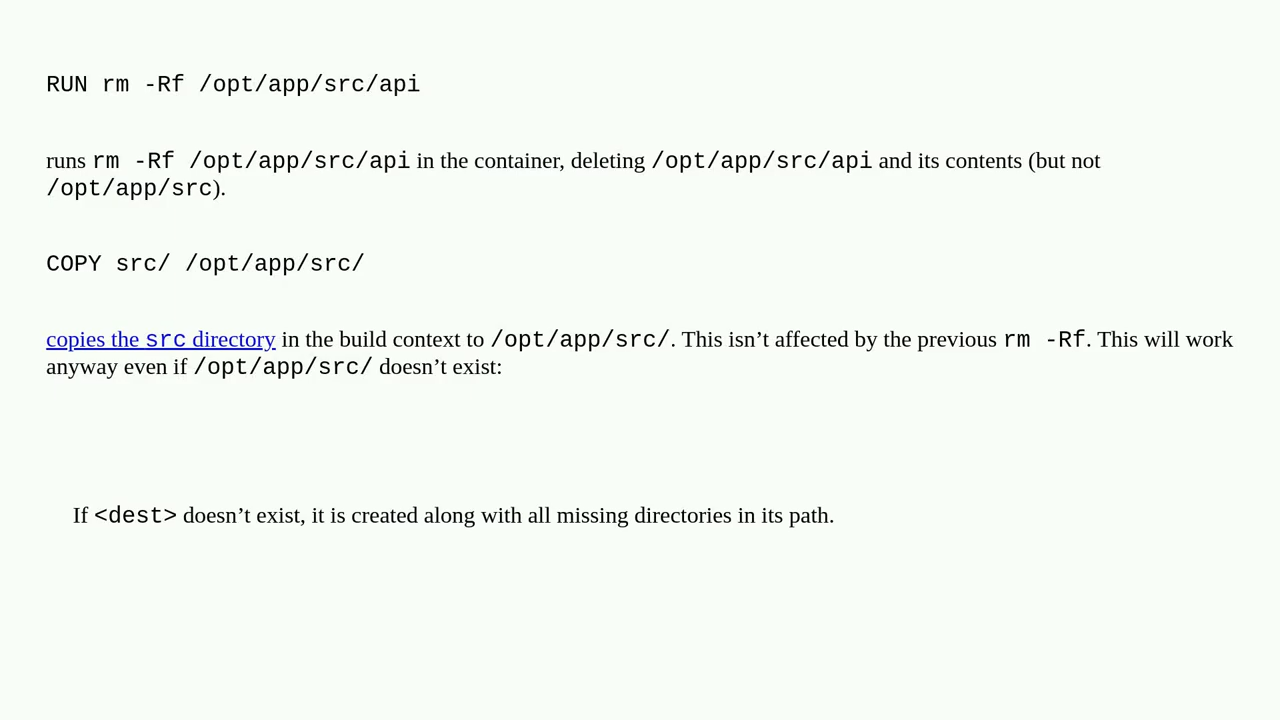 RUN rm -Rf /opt/app/src/api
runs rm -Rf /opt/app/src/api in the container, deleting /opt/app/src/api and its contents (but not
/opt/app/src).
COPY src/ /opt/app/src/
copies the src directory in the build context to /opt/app/src/. This isn’t affected by the previous rm -Rf. This will work
anyway even if /opt/app/src/ doesn’t exist:
If <dest> doesn’t exist, it is created along with all missing directories in its path.